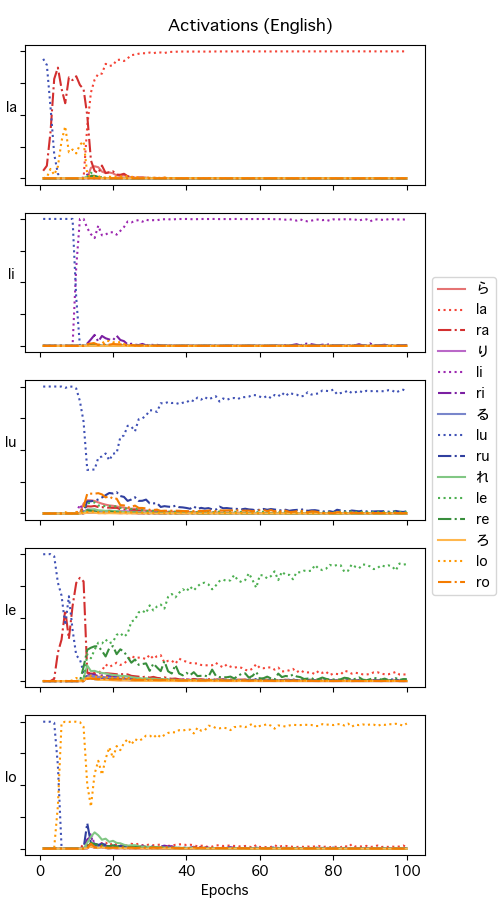 Activations (English)
la
li
lu
le
lo
0 20 40 60 80 100
Epochs
ら
la
ra
り
li
ri
る
lu
ru
れ
le
re
ろ
lo
ro